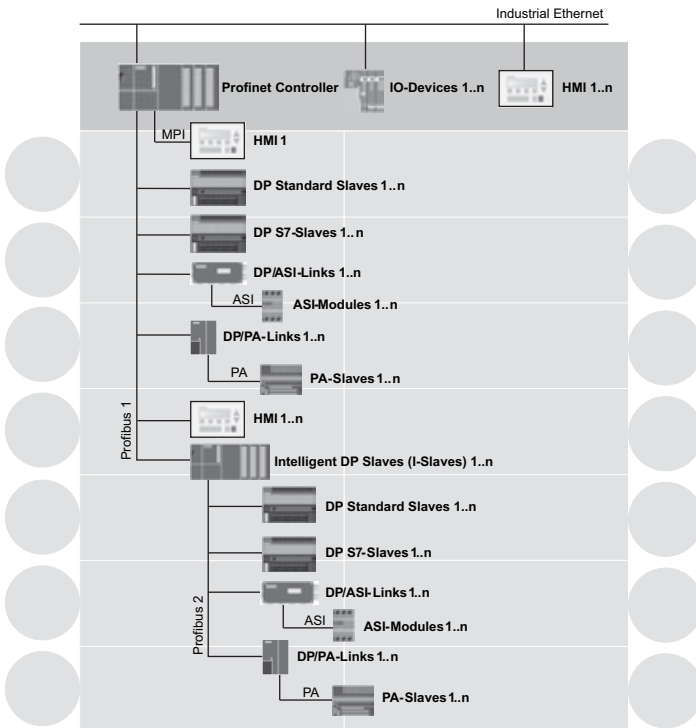 Industrial Ethernet
Profinet Controller
IO-Devices 1..n
HMI 1..n
MPI
HMI 1
DP Standard Slaves 1..n
DP S7-Slaves 1..n
DP/ASI-Links 1..n
ASI
ASI-Modules 1..n
DP/PA-Links 1..n
PA
PA-Slaves 1..n
Profibus 1
HMI 1..n
Intelligent DP Slaves (I-Slaves) 1..n
DP Standard Slaves 1..n
DP S7-Slaves 1..n
Profibus 2
DP/ASI-Links 1..n
ASI
ASI-Modules 1..n
DP/PA-Links 1..n
PA
PA-Slaves 1..n